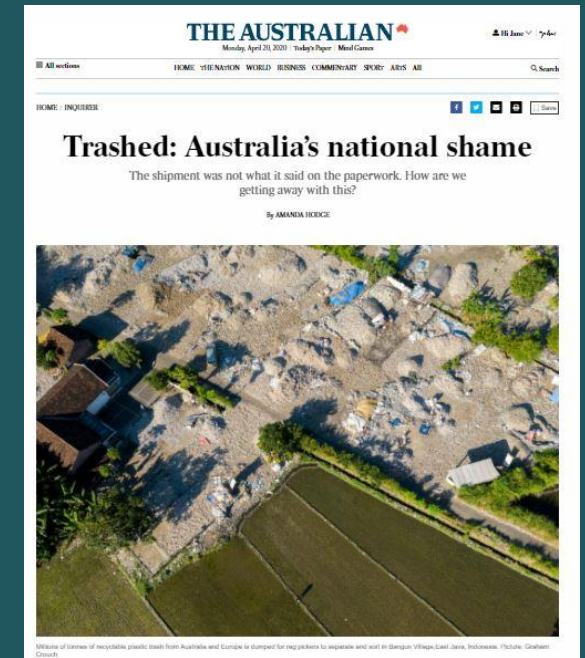 THE AUSTRALIAN
Monday, April 20, 2020 | Today's Paper | Mind Games
Hi Jane
All sections
HOME THE NATION WORLD BUSINESS COMMENTARY SPORT ARTS All
Search
HOME / INQUIRER
Save
Trashed: Australia's national shame
The shipment was not what it said on the paperwork. How are we
getting away with this?
By AMANDA HODGE
Millions of tonnes of recyclable plastic trash from Australia and Europe is dumped for rag pickers to separate and sort in Bangun Village, East Java, Indonesia. Picture: Graham
Crouch